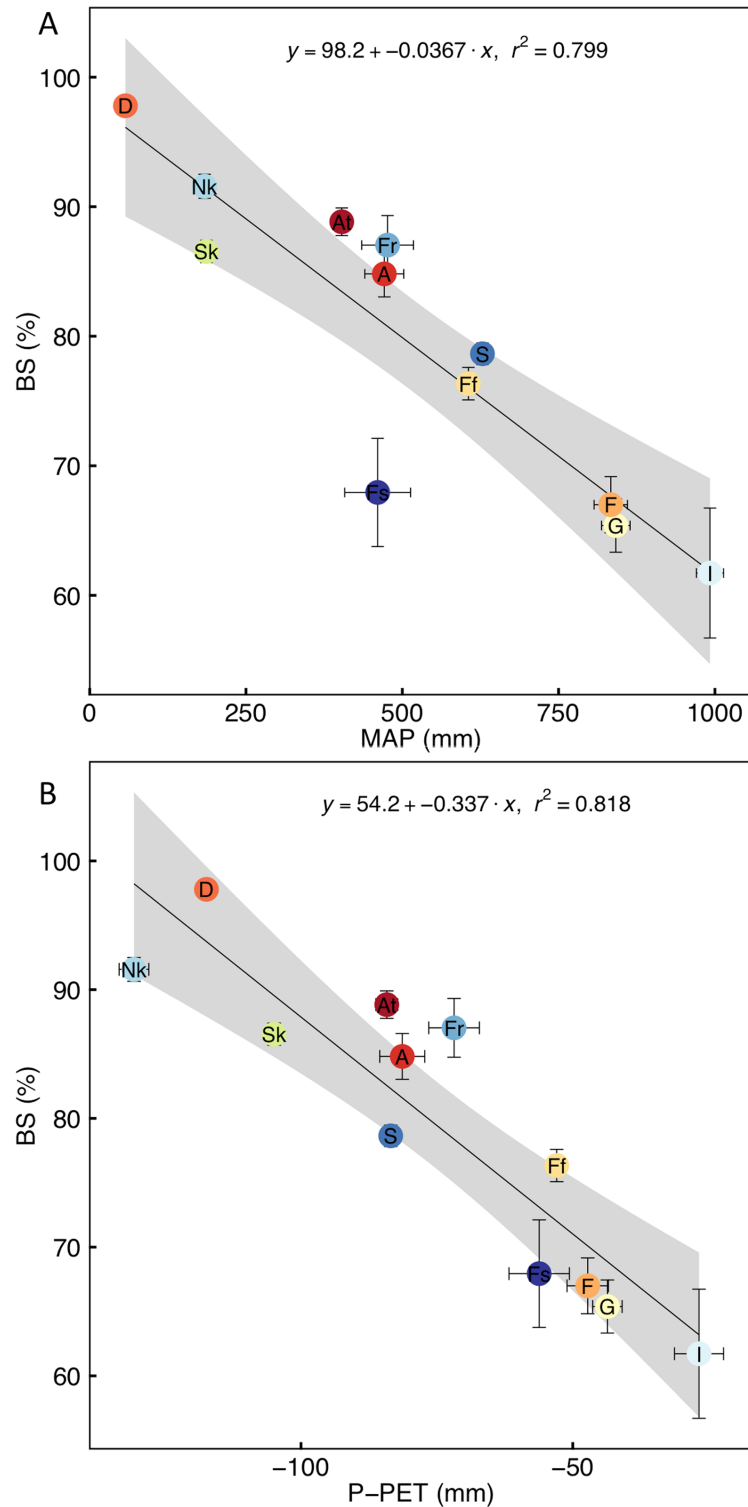 A
y = 98.2 + −0.0367 · x, r² = 0.799
100
90
80
70
60
BS (%)
D
Nk
Sk
At
Fr
A
S
Ff
Fs
F
G
I
0 250 500 750 1000
MAP (mm)
B
y = 54.2 + −0.337 · x, r² = 0.818
100
90
80
70
60
BS (%)
D
Nk
At
Fr
Sk
A
S
Ff
Fs
F
G
I
−100 −50
P−PET (mm)